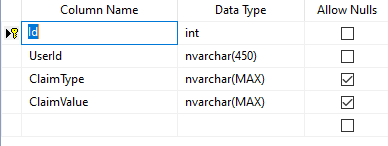 Column Name Data Type Allow Nulls
Id int
UserId nvarchar(450)
ClaimType nvarchar(MAX)
ClaimValue nvarchar(MAX)